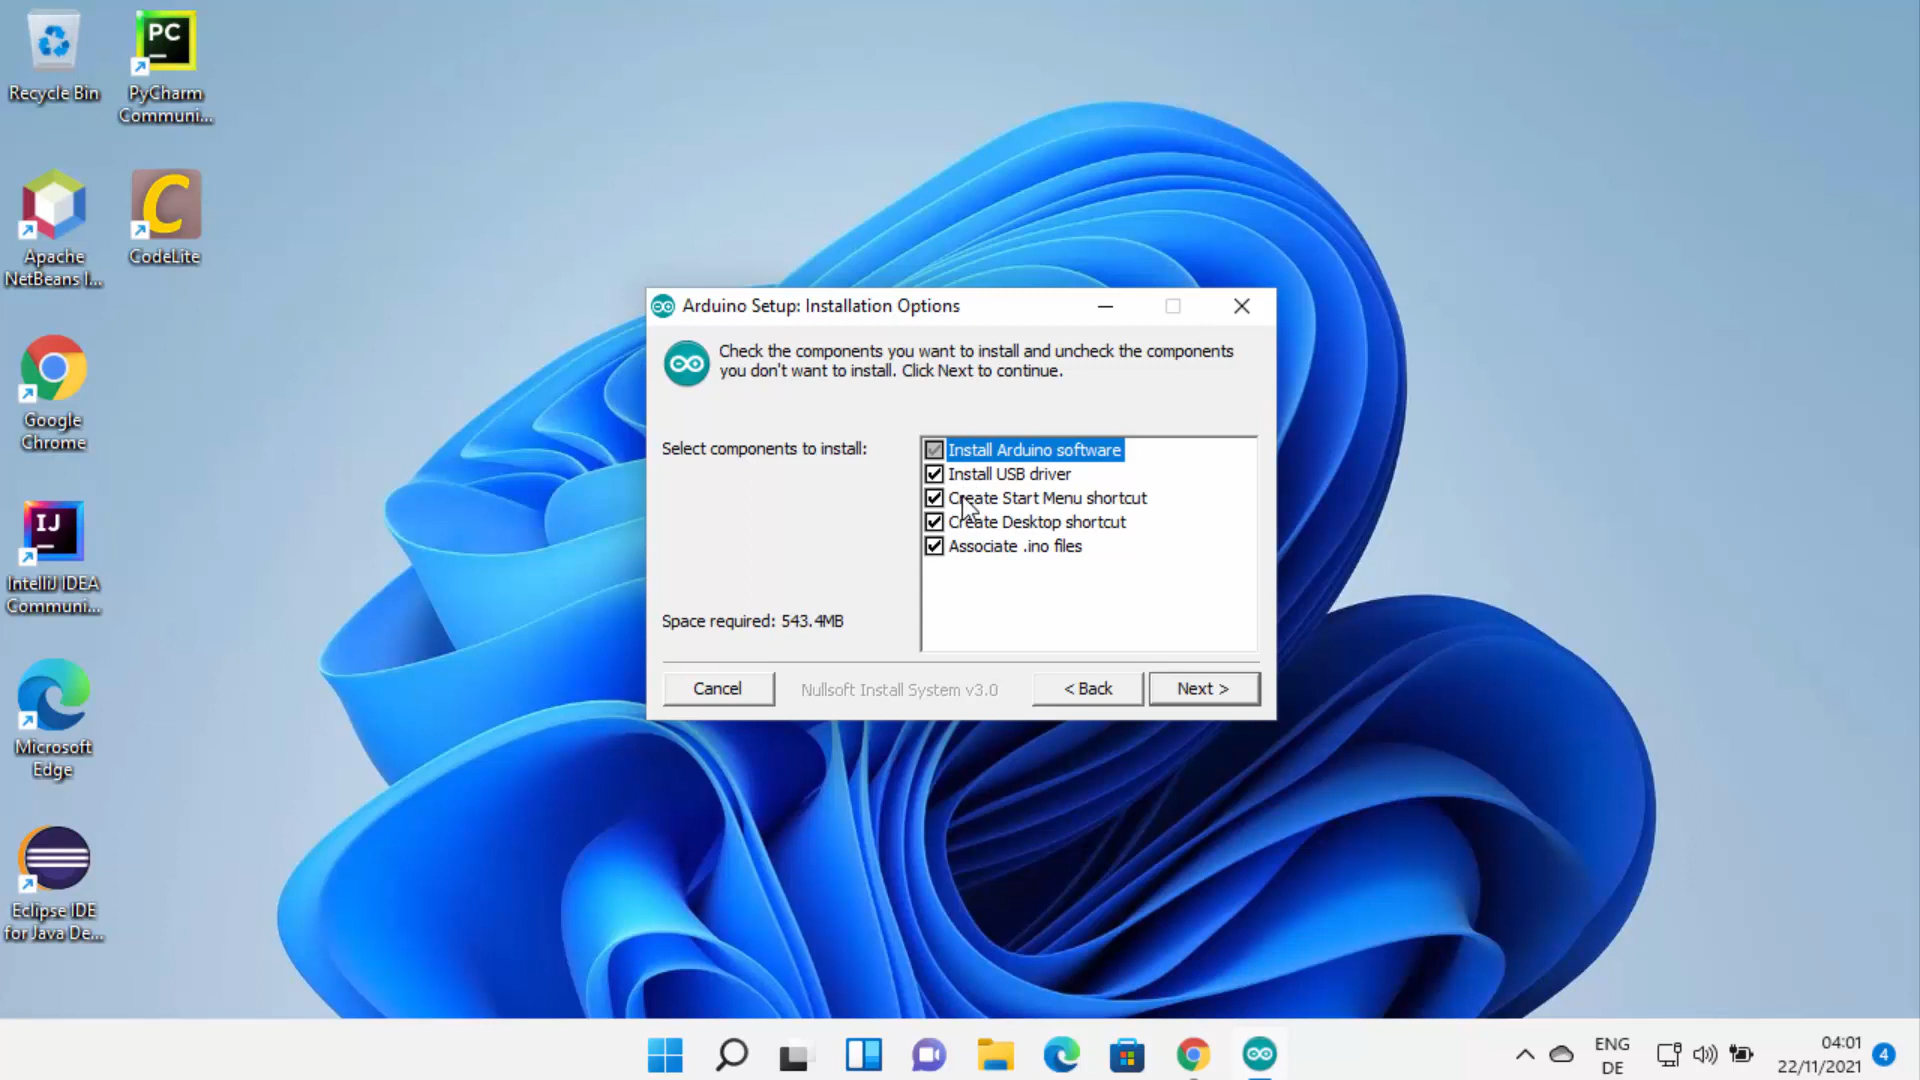 Recycle Bin
PC
PyCharm
Communi...
Apache
NetBeans I...
C
CodeLite
Google
Chrome
IJ
IntelliJ IDEA
Communi...
Microsoft
Edge
Eclipse IDE
for Java De...
Arduino Setup: Installation Options
Check the components you want to install and uncheck the components
you don't want to install. Click Next to continue.
Select components to install:
Install Arduino software
Install USB driver
Create Start Menu shortcut
Create Desktop shortcut
Associate .ino files
Space required: 543.4MB
Cancel
Nullsoft Install System v3.0
< Back
Next >
ENG
DE
04:01
22/11/2021
4